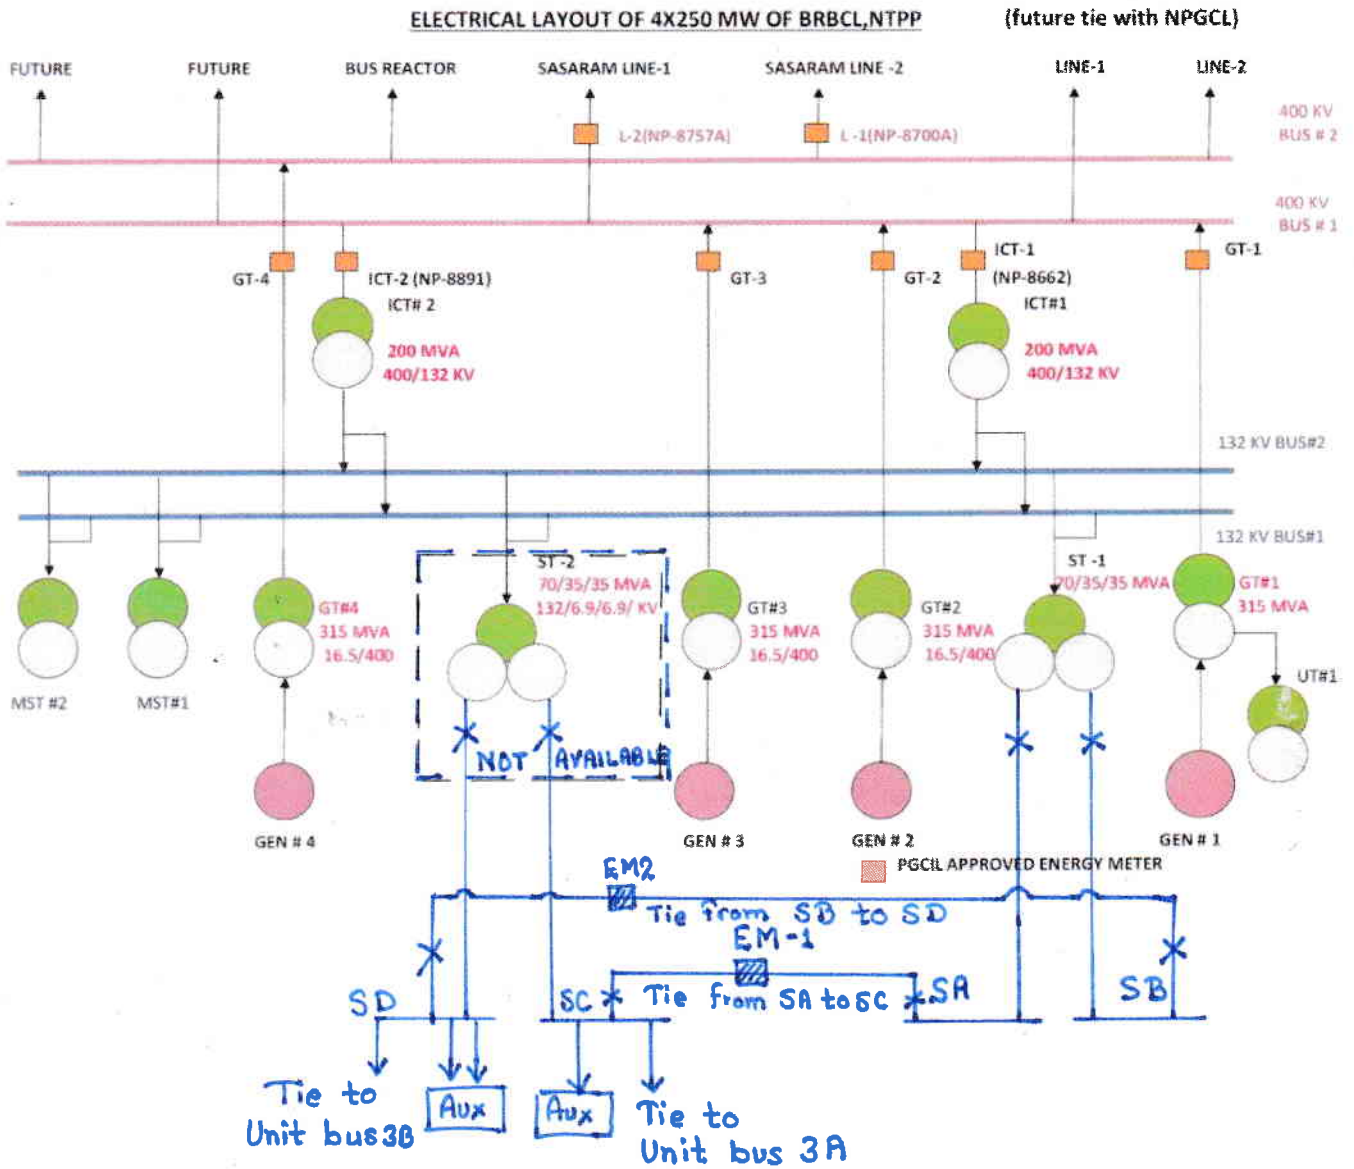 ELECTRICAL LAYOUT OF 4X250 MW OF BRBCL,NTPP
(future tie with NPGCL)
FUTURE
FUTURE
BUS REACTOR
SASARAM LINE-1
SASARAM LINE -2
LINE-1
LINE-2
400 KV
BUS # 2
L-2(NP-8757A)
L -1(NP-8700A)
400 KV
BUS # 1
GT-4
ICT-2 (NP-8891)
ICT# 2
200 MVA
400/132 KV
GT-3
GT-2
ICT-1
(NP-8662)
ICT#1
200 MVA
400/132 KV
GT-1
132 KV BUS#2
132 KV BUS#1
MST #2
MST#1
GT#4
315 MVA
16.5/400
ST -2
70/35/35 MVA
132/6.9/6.9/ KV
NOT AVAILABLE
GT#3
315 MVA
16.5/400
GT#2
315 MVA
16.5/400
ST -1
70/35/35 MVA
GT#1
315 MVA
UT#1
GEN # 4
GEN # 3
GEN # 2
GEN # 1
PGCIL APPROVED ENERGY METER
EM2
Tie from SB to SD
EM-1
Tie from SA to SC
SD
SC
SA
SB
Tie to
Unit bus 3B
Aux
Aux
Tie to
Unit bus 3A